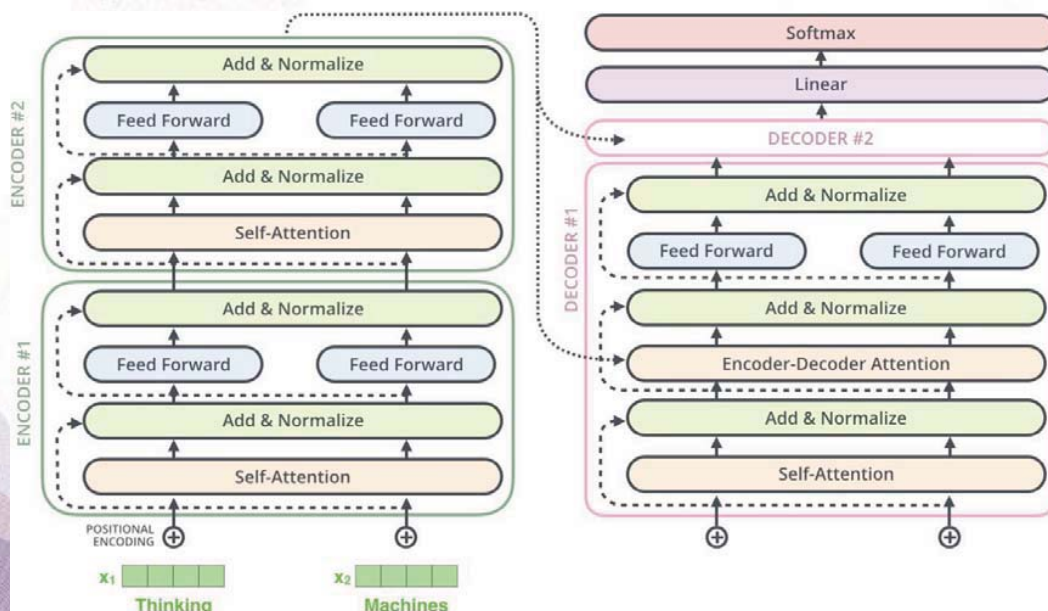 ENCODER #2
Add & Normalize
Feed Forward Feed Forward
Add & Normalize
Self-Attention
ENCODER #1
Add & Normalize
Feed Forward Feed Forward
Add & Normalize
Self-Attention
POSITIONAL
ENCODING
x1 x2
Thinking Machines
Softmax
Linear
DECODER #2
DECODER #1
Add & Normalize
Feed Forward Feed Forward
Add & Normalize
Encoder-Decoder Attention
Add & Normalize
Self-Attention